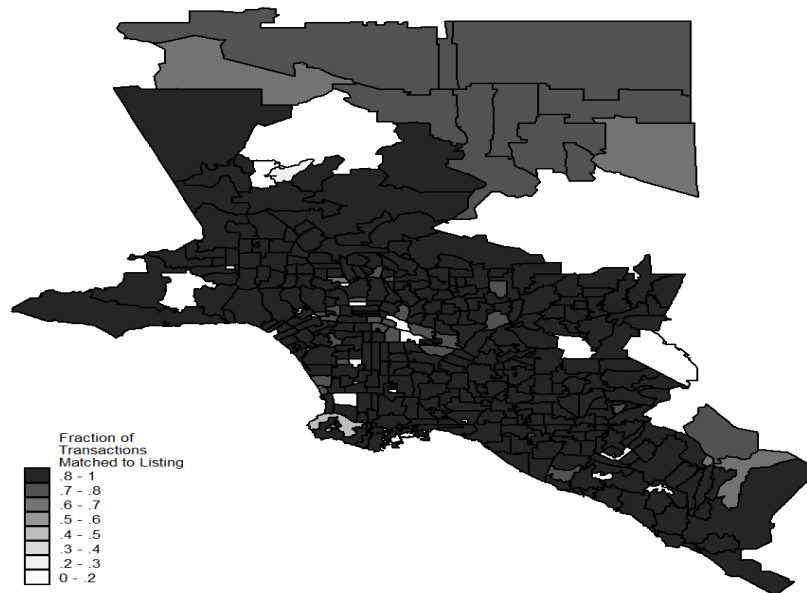 Fraction of
Transactions
Matched to Listing
.8 - 1
.7 - .8
.6 - .7
.5 - .6
.4 - .5
.3 - .4
.2 - .3
0 - .2